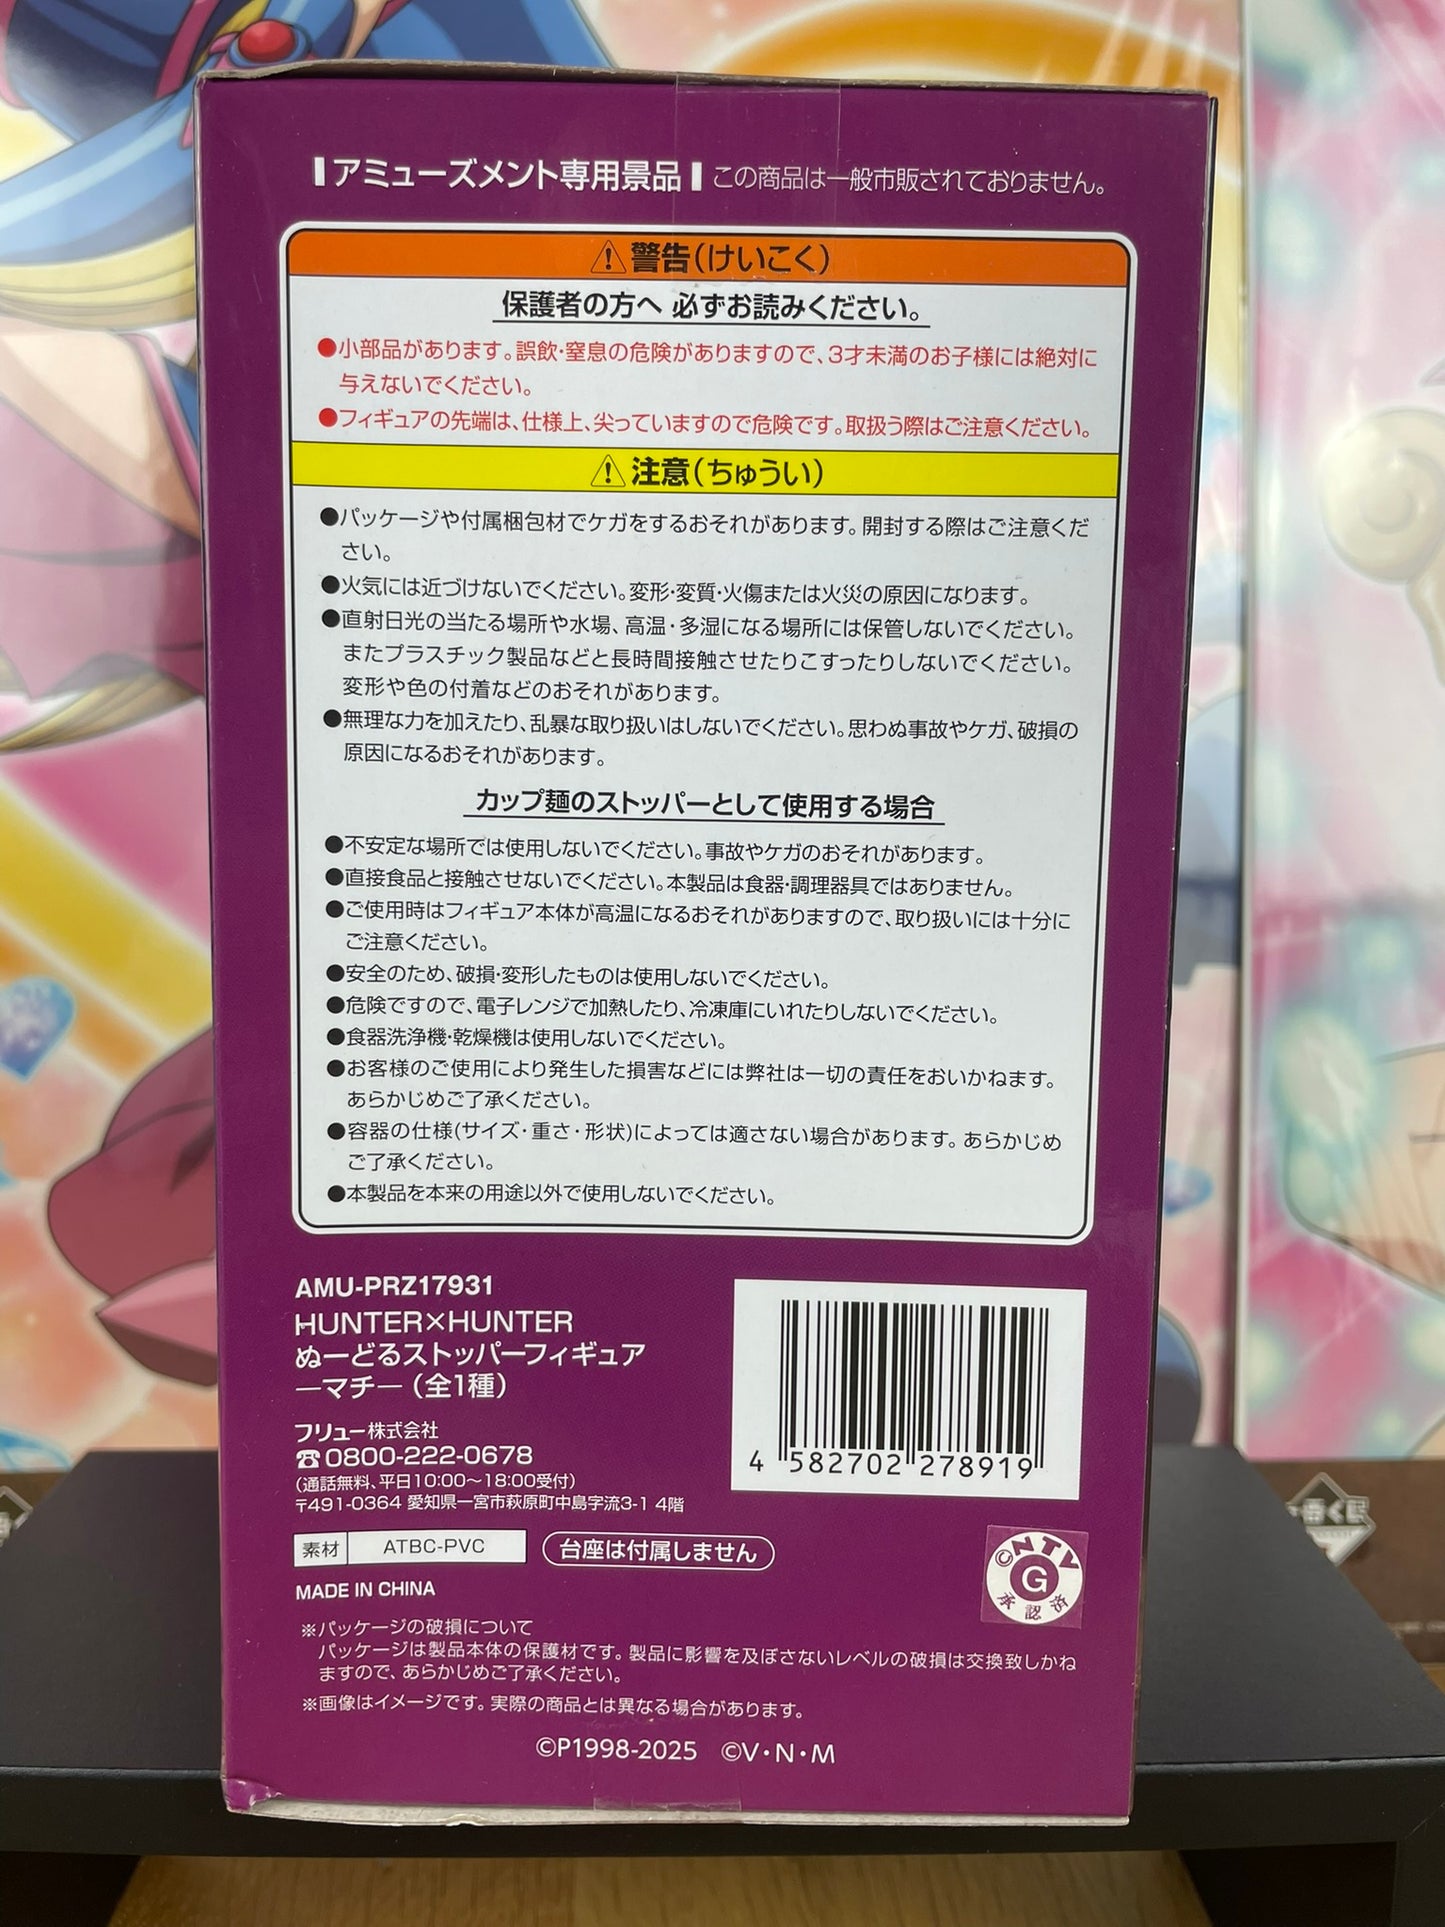 アミューズメント専用景品 この商品は一般市販されておりません。
警告(けいこく)
保護者の方へ 必ずお読みください。
●小部品があります。誤飲・窒息の危険がありますので、3才未満のお子様には絶対に
与えないでください。
●フィギュアの先端は、仕様上、尖っていますので危険です。取扱う際はご注意ください。
注意(ちゅうい)
●パッケージや付属梱包材でケガをするおそれがあります。開封する際はご注意くだ
さい。
●火気には近づけないでください。変形・変質・火傷または火災の原因になります。
●直射日光の当たる場所や水場、高温・多湿になる場所には保管しないでください。
またプラスチック製品などと長時間接触させたりこすったりしないでください。
変形や色の付着などのおそれがあります。
●無理な力を加えたり、乱暴な取り扱いはしないでください。思わぬ事故やケガ、破損の
原因になるおそれがあります。
カップ麺のストッパーとして使用する場合
●不安定な場所では使用しないでください。事故やケガのおそれがあります。
●直接食品と接触させないでください。本製品は食器・調理器具ではありません。
●ご使用時はフィギュア本体が高温になるおそれがありますので、取り扱いには十分に
ご注意ください。
●安全のため、破損・変形したものは使用しないでください。
●危険ですので、電子レンジで加熱したり、冷凍庫にいれたりしないでください。
●食器洗浄機・乾燥機は使用しないでください。
●お客様のご使用により発生した損害などには弊社は一切の責任をおいかねます。
あらかじめご了承ください。
●容器の仕様(サイズ・重さ・形状)によっては適さない場合があります。あらかじめ
ご了承ください。
●本製品を本来の用途以外で使用しないでください。
AMU-PRZ17931
HUNTER×HUNTER
ぬーどるストッパーフィギュア
―マチ―(全1種)
フリュー株式会社
☎0800-222-0678
(通話無料、平日10:00~18:00受付)
〒491-0364 愛知県一宮市萩原町中島字流3-1 4階
4 582702 278919
素材 ATBC-PVC 台座は付属しません
©NTV
G
承認済
MADE IN CHINA
※パッケージの破損について
パッケージは製品本体の保護材です。製品に影響を及ぼさないレベルの破損は交換致しかね
ますので、あらかじめご了承ください。
※画像はイメージです。実際の商品とは異なる場合があります。
©P1998-2025 ©V・N・M